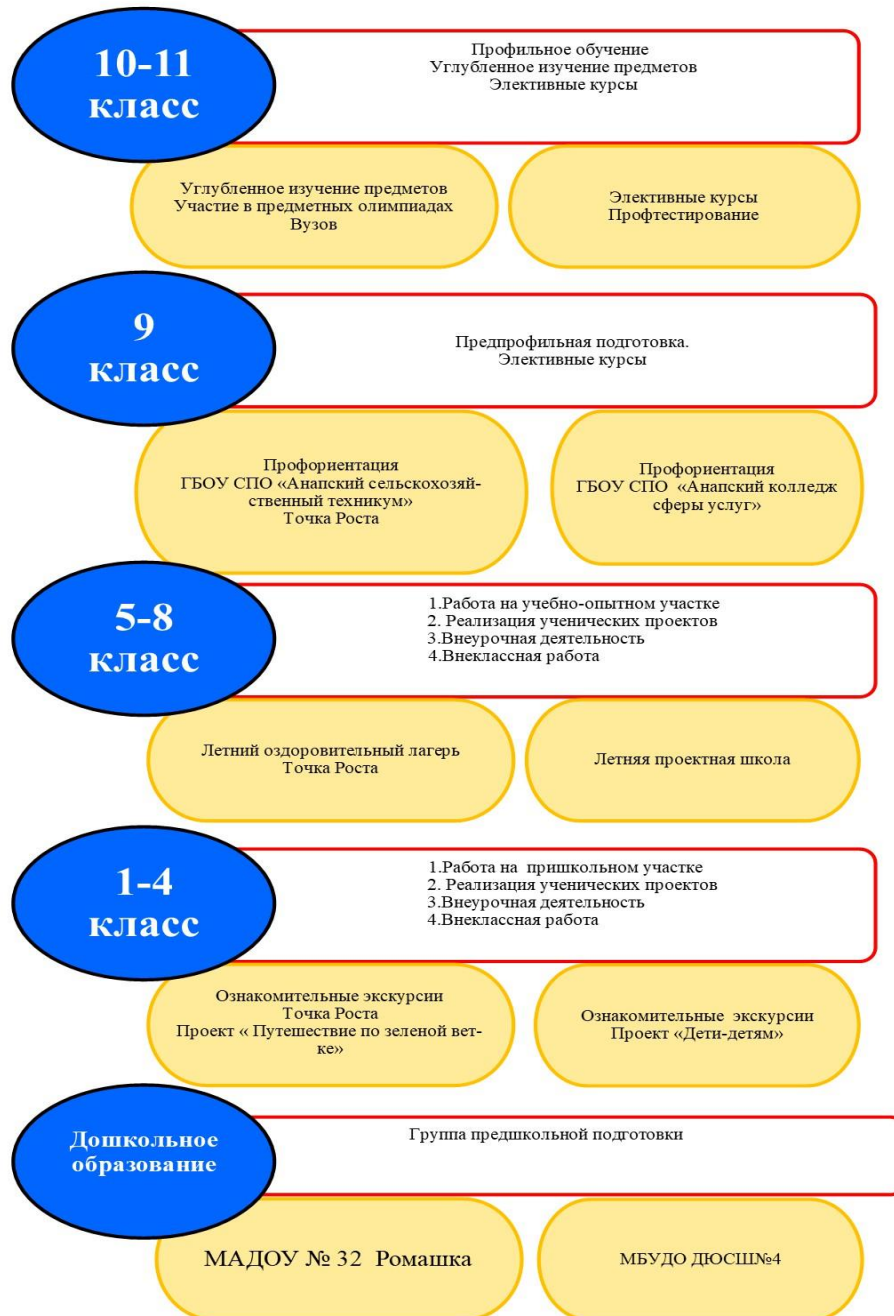 10-11
класс
Профильное обучение
Углубленное изучение предметов
Элективные курсы
Углубленное изучение предметов
Участие в предметных олимпиадах
Вузов
Элективные курсы
Профтестирование
9
класс
Предпрофильная подготовка.
Элективные курсы
Профориентация
ГБОУ СПО «Анапский сельскохозяй-
ственный техникум»
Точка Роста
Профориентация
ГБОУ СПО «Анапский колледж
сферы услуг»
5-8
класс
1.Работа на учебно-опытном участке
2. Реализация ученических проектов
3.Внеурочная деятельность
4.Внеклассная работа
Летний оздоровительный лагерь
Точка Роста
Летняя проектная школа
1-4
класс
1.Работа на пришкольном участке
2. Реализация ученических проектов
3.Внеурочная деятельность
4.Внеклассная работа
Ознакомительные экскурсии
Точка Роста
Проект « Путешествие по зеленой вет-
ке»
Ознакомительные экскурсии
Проект «Дети-детям»
Дошкольное
образование
Группа предшкольной подготовки
МАДОУ № 32 Ромашка
МБУДО ДЮСШ№4